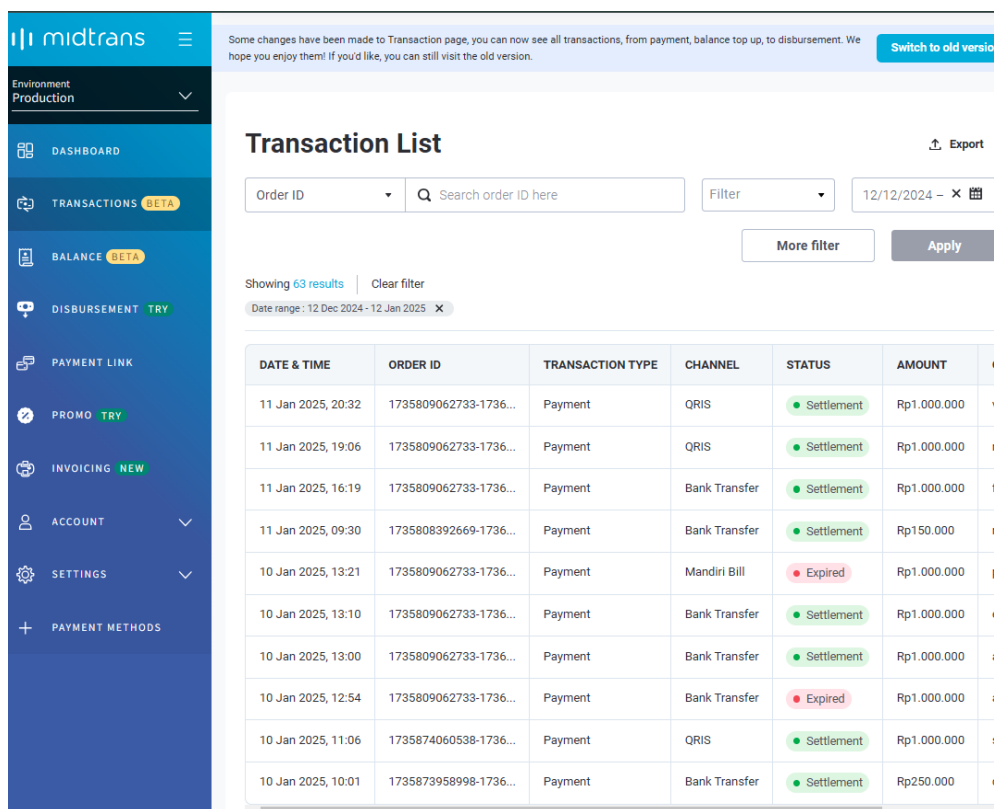 midtrans
Some changes have been made to Transaction page, you can now see all transactions, from payment, balance top up, to disbursement. We
hope you enjoy them! If you'd like, you can still visit the old version.
Switch to old versio
Environment
Production
DASHBOARD
TRANSACTIONS BETA
BALANCE BETA
DISBURSEMENT TRY
PAYMENT LINK
PROMO TRY
INVOICING NEW
ACCOUNT
SETTINGS
PAYMENT METHODS
Transaction List
Export
Order ID Search order ID here Filter 12/12/2024 –
More filter Apply
Showing 63 results Clear filter
Date range : 12 Dec 2024 - 12 Jan 2025
DATE & TIME ORDER ID TRANSACTION TYPE CHANNEL STATUS AMOUNT
11 Jan 2025, 20:32 1735809062733-1736... Payment QRIS Settlement Rp1.000.000
11 Jan 2025, 19:06 1735809062733-1736... Payment QRIS Settlement Rp1.000.000
11 Jan 2025, 16:19 1735809062733-1736... Payment Bank Transfer Settlement Rp1.000.000
11 Jan 2025, 09:30 1735808392669-1736... Payment Bank Transfer Settlement Rp150.000
10 Jan 2025, 13:21 1735809062733-1736... Payment Mandiri Bill Expired Rp1.000.000
10 Jan 2025, 13:10 1735809062733-1736... Payment Bank Transfer Settlement Rp1.000.000
10 Jan 2025, 13:00 1735809062733-1736... Payment Bank Transfer Settlement Rp1.000.000
10 Jan 2025, 12:54 1735809062733-1736... Payment Bank Transfer Expired Rp1.000.000
10 Jan 2025, 11:06 1735874060538-1736... Payment QRIS Settlement Rp1.000.000
10 Jan 2025, 10:01 1735873958998-1736... Payment Bank Transfer Settlement Rp250.000